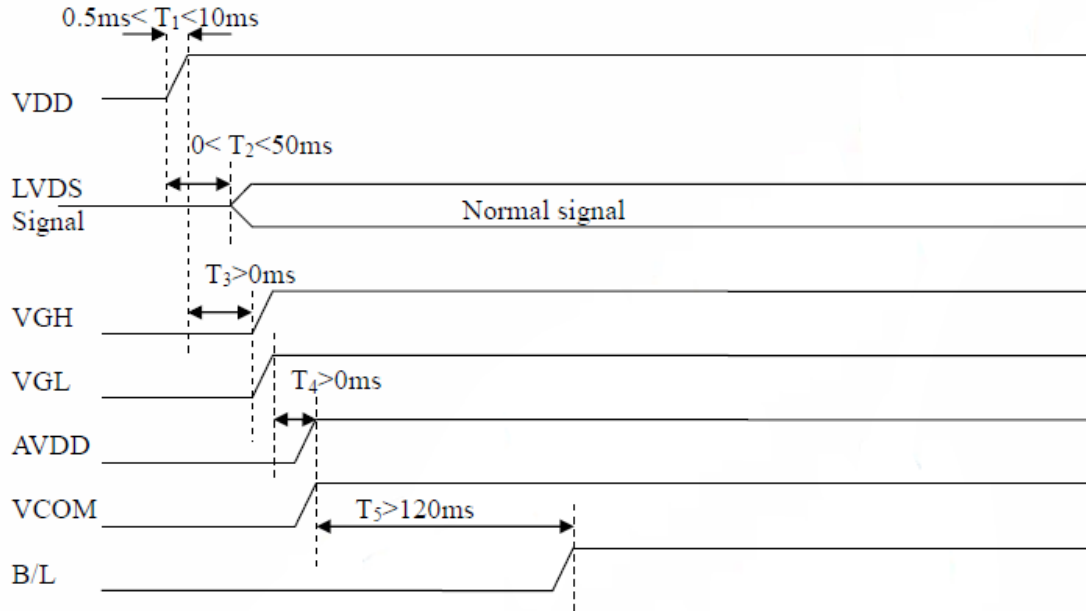 0.5ms< T₁<10ms
VDD
0< T₂<50ms
LVDS
Signal
Normal signal
T₃>0ms
VGH
VGL
T₄>0ms
AVDD
VCOM
T₅>120ms
B/L